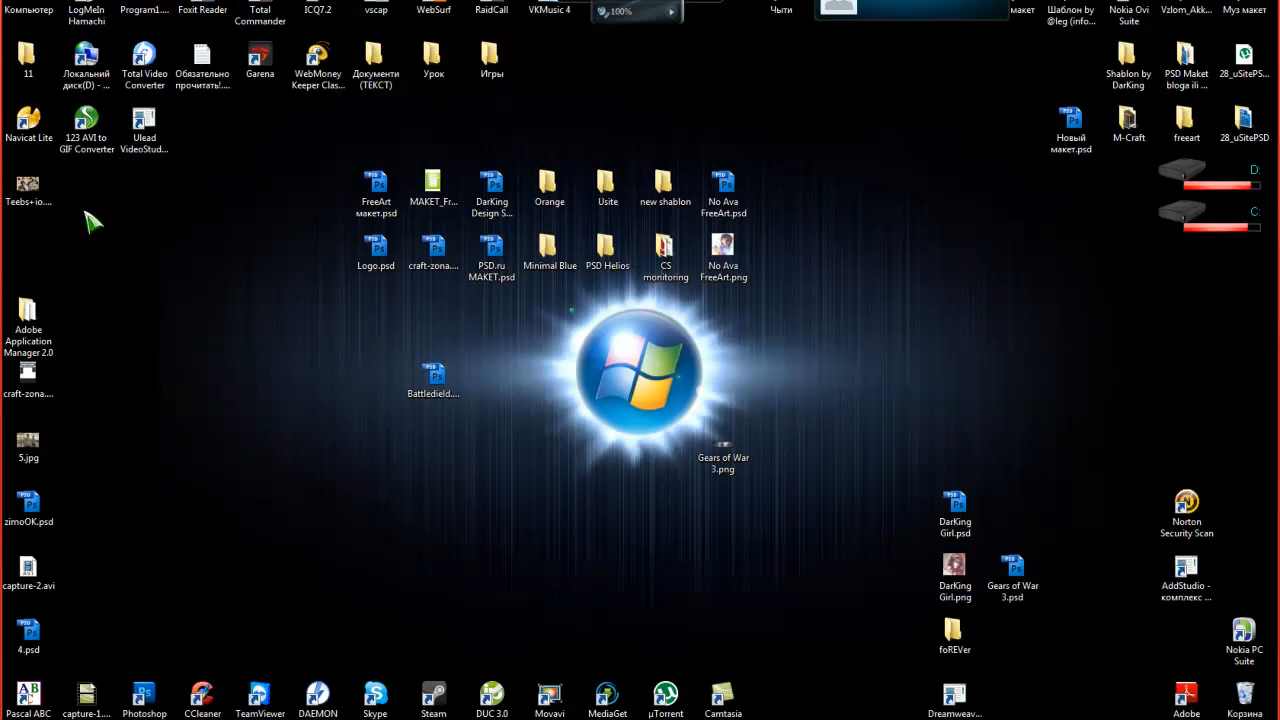 Компьютер
LogMeIn
Hamachi
Program1....
Foxit Reader
Total
Commander
ICQ7.2
vscap
WebSurf
RaidCall
VKMusic 4
100%
Чыти
макет
Шаблон by
@leg (info...
Nokia Ovi
Suite
Vzlom_Akk...
Муз макет
11
Локальний
диск(D) - ...
Total Video
Converter
Обязательно
прочитать!....
Garena
WebMoney
Keeper Clas...
Документи
(ТЕКСТ)
Урок
Игры
Shablon by
DarKing
PSD Maket
bloga ili ...
28_uSitePS...
Navicat Lite
123 AVI to
GIF Converter
Ulead
VideoStud...
Новый
макет.psd
M-Craft
freeart
28_uSitePSD
D:
C:
Teebs+io....
FreeArt
макет.psd
MAKET_Fr...
DarKing
Design S...
Orange
Usite
new shablon
No Ava
FreeArt.psd
Logo.psd
craft-zona....
PSD.ru
MAKET.psd
Minimal Blue
PSD Helios
CS
monitoring
No Ava
FreeArt.png
Adobe
Application
Manager 2.0
craft-zona....
Battledield....
5.jpg
Gears of War
3.png
zimoOK.psd
DarKing
Girl.psd
Norton
Security Scan
capture-2.avi
DarKing
Girl.png
Gears of War
3.psd
AddStudio -
комплекс ...
4.psd
foREVer
Nokia PC
Suite
Pascal ABC
capture-1....
Photoshop
CCleaner
TeamViewer
DAEMON
Skype
Steam
DUC 3.0
Movavi
MediaGet
µTorrent
Camtasia
Dreamweav...
Adobe
Корзина